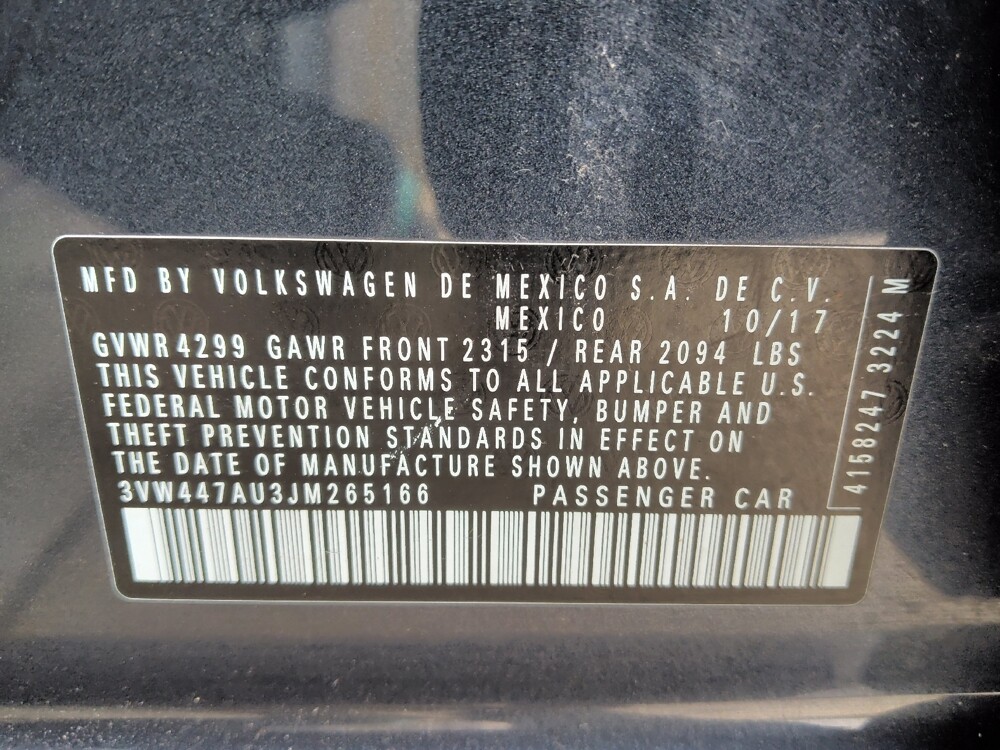 MFD BY VOLKSWAGEN DE MEXICO S.A. DE C.V.
MEXICO 10/17
GVWR 4299 GAWR FRONT 2315 / REAR 2094 LBS
THIS VEHICLE CONFORMS TO ALL APPLICABLE U.S.
FEDERAL MOTOR VEHICLE SAFETY, BUMPER AND
THEFT PREVENTION STANDARDS IN EFFECT ON
THE DATE OF MANUFACTURE SHOWN ABOVE.
3VW447AU3JM265166 PASSENGER CAR
4158247 3224 M